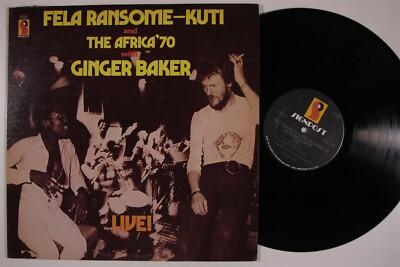 FELA RANSOME-KUTI
and
THE AFRICA '70
with
GINGER BAKER
LIVE!
SIGNPOST